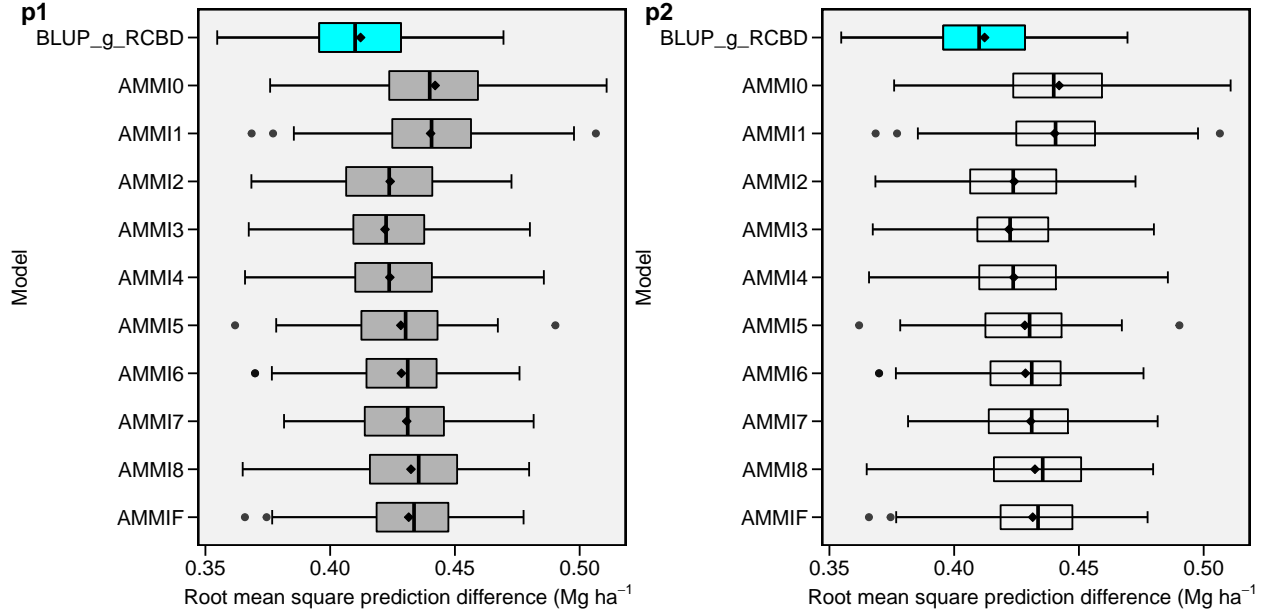 p1
BLUP_g_RCBD
AMMI0
AMMI1
AMMI2
AMMI3
AMMI4
AMMI5
AMMI6
AMMI7
AMMI8
AMMIF
Model
0.35 0.40 0.45 0.50
Root mean square prediction difference (Mg ha⁻¹
p2
BLUP_g_RCBD
AMMI0
AMMI1
AMMI2
AMMI3
AMMI4
AMMI5
AMMI6
AMMI7
AMMI8
AMMIF
Model
0.35 0.40 0.45 0.50
Root mean square prediction difference (Mg ha⁻¹